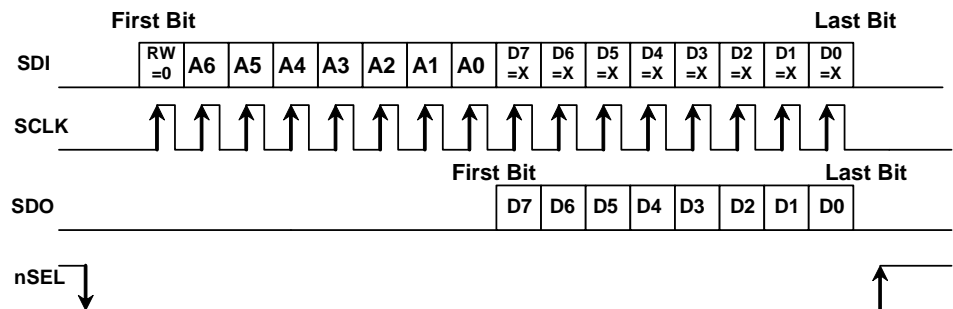 First Bit Last Bit
SDI RW =0 A6 A5 A4 A3 A2 A1 A0 D7 =X D6 =X D5 =X D4 =X D3 =X D2 =X D1 =X D0 =X
SCLK
First Bit Last Bit
SDO D7 D6 D5 D4 D3 D2 D1 D0
nSEL